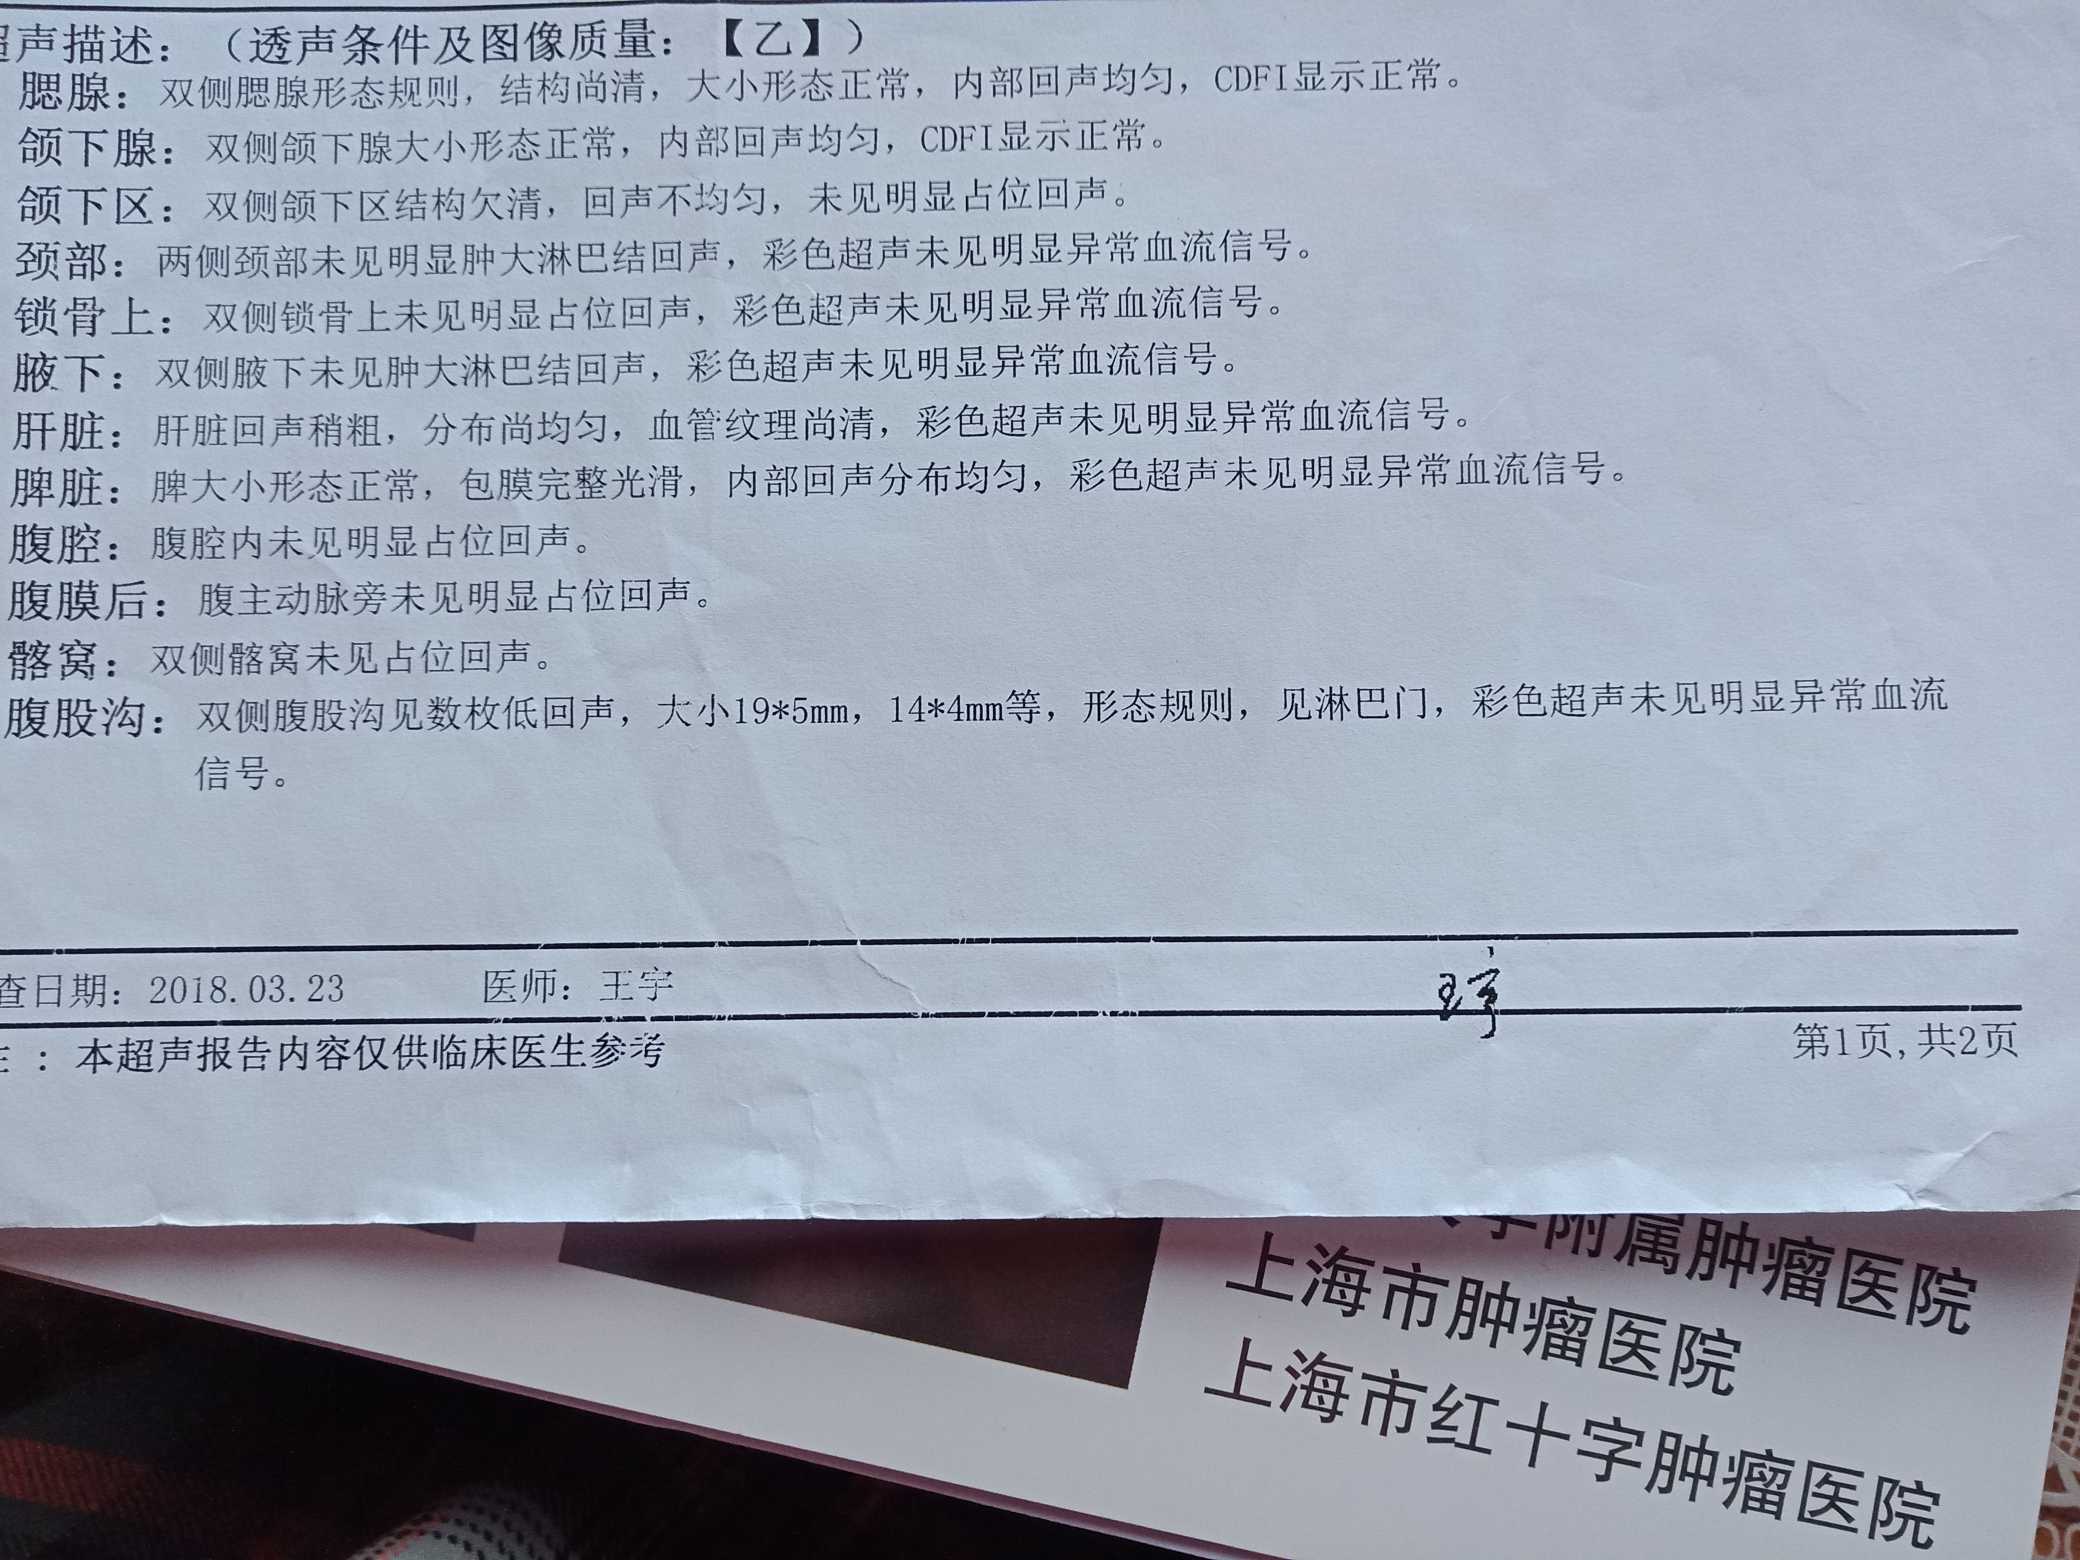 声描述：（透声条件及图像质量：【乙】）
腮腺：双侧腮腺形态规则，结构尚清，大小形态正常，内部回声均匀，CDFI显示正常。
颌下腺：双侧颌下腺大小形态正常，内部回声均匀，CDFI显示正常。
颌下区：双侧颌下区结构欠清，回声不均匀，未见明显占位回声。
颈部：两侧颈部未见明显肿大淋巴结回声，彩色超声未见明显异常血流信号。
锁骨上：双侧锁骨上未见明显占位回声，彩色超声未见明显异常血流信号。
腋下：双侧腋下未见肿大淋巴结回声，彩色超声未见明显异常血流信号。
肝脏：肝脏回声稍粗，分布尚均匀，血管纹理尚清，彩色超声未见明显异常血流信号。
脾脏：脾大小形态正常，包膜完整光滑，内部回声分布均匀，彩色超声未见明显异常血流信号。
腹腔：腹腔内未见明显占位回声。
腹膜后：腹主动脉旁未见明显占位回声。
髂窝：双侧髂窝未见占位回声。
腹股沟：双侧腹股沟见数枚低回声，大小19*5mm，14*4mm等，形态规则，见淋巴门，彩色超声未见明显异常血流
信号。
查日期：2018.03.23 医师：王宇 王宇
：本超声报告内容仅供临床医生参考
第1页,共2页
学附属肿瘤医院
上海市肿瘤医院
上海市红十字肿瘤医院